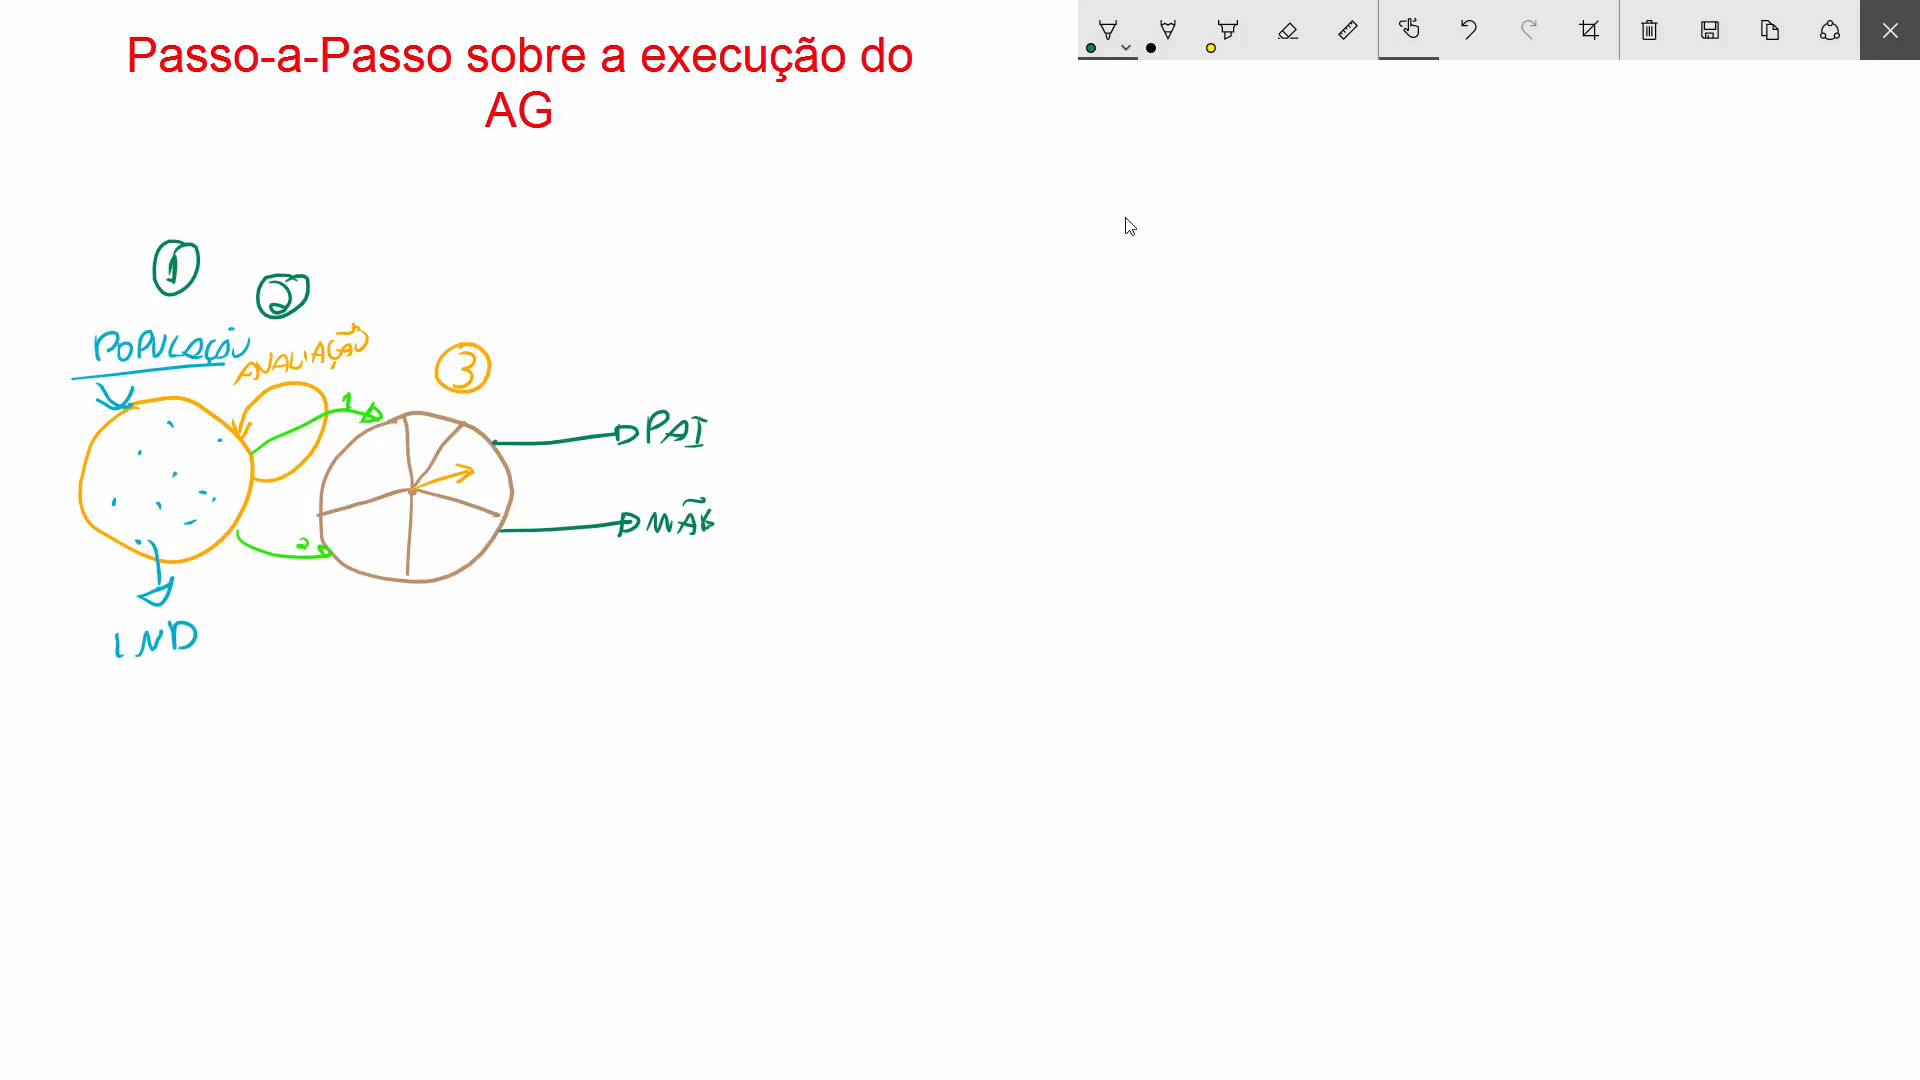 Passo-a-Passo sobre a execução do
AG
1
2
POPULAÇÃO
AVALIAÇÃO
3
1
PAI
MÃE
2
IND